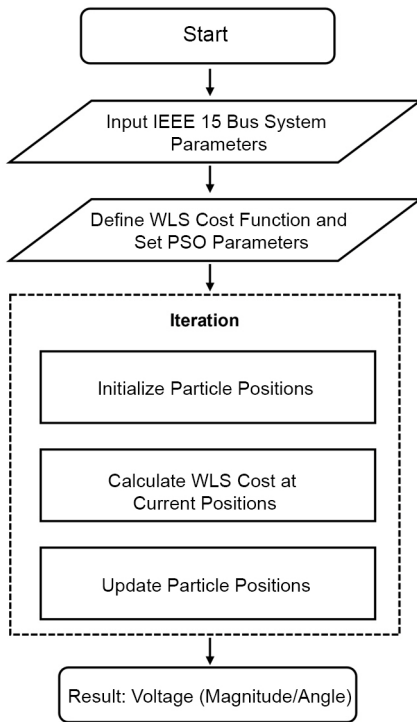 Start
Input IEEE 15 Bus System
Parameters
Define WLS Cost Function and
Set PSO Parameters
Iteration
Initialize Particle Positions
Calculate WLS Cost at
Current Positions
Update Particle Positions
Result: Voltage (Magnitude/Angle)